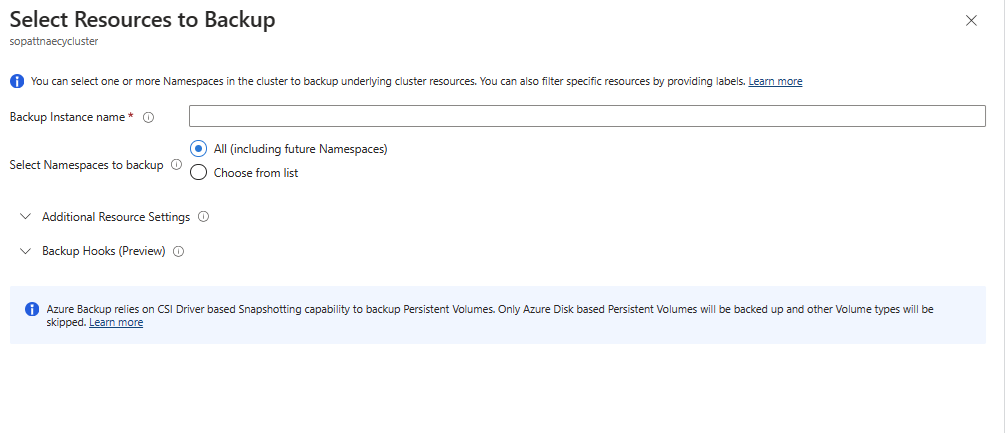 Select Resources to Backup
sopattnaecycluster
You can select one or more Namespaces in the cluster to backup underlying cluster resources. You can also filter specific resources by providing labels. Learn more
Backup Instance name *
All (including future Namespaces)
Select Namespaces to backup
Choose from list
Additional Resource Settings
Backup Hooks (Preview)
Azure Backup relies on CSI Driver based Snapshotting capability to backup Persistent Volumes. Only Azure Disk based Persistent Volumes will be backed up and other Volume types will be
skipped. Learn more